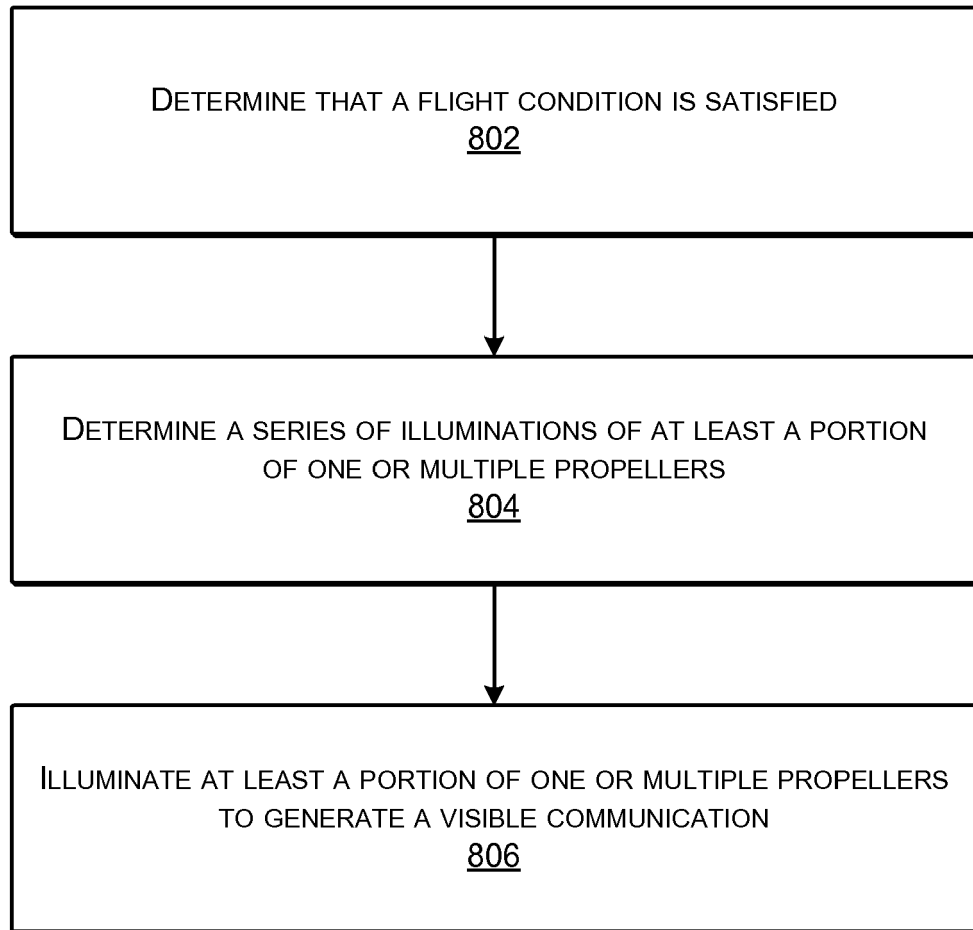 DETERMINE THAT A FLIGHT CONDITION IS SATISFIED
802
DETERMINE A SERIES OF ILLUMINATIONS OF AT LEAST A PORTION
OF ONE OR MULTIPLE PROPELLERS
804
ILLUMINATE AT LEAST A PORTION OF ONE OR MULTIPLE PROPELLERS
TO GENERATE A VISIBLE COMMUNICATION
806